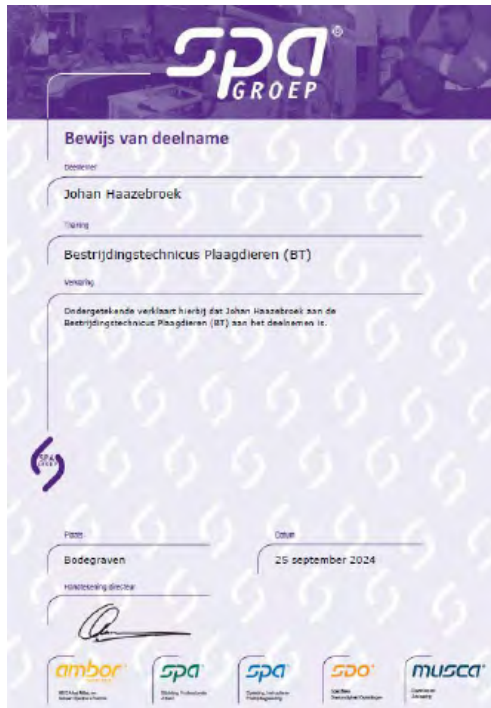 spa®
GROEP
Bewijs van deelname
Deelnemer
Johan Haazebroek
Training
Bestrijdingstechnicus Plaagdieren (BT)
Verklaring
Ondergetekende verklaart hierbij dat Johan Haazebroek aan de
Bestrijdingstechnicus Plaagdieren (BT) aan het deelnemen is.
SPA
GROEP
Plaats
Datum
Bodegraven
25 september 2024
Handtekening directeur
ambor
spa
spa
SDO
musca